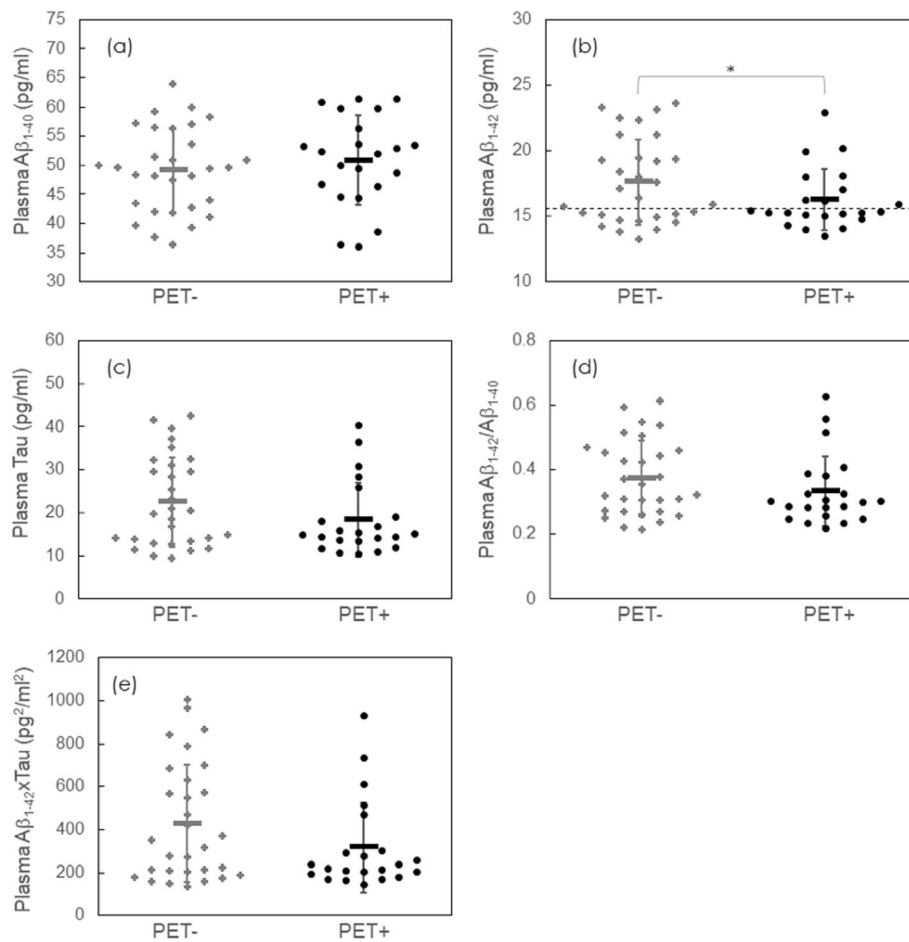 (a)
Plasma Aβ1-40 (pg/ml)
75
70
65
60
55
50
45
40
35
30
PET- PET+
(b)
Plasma Aβ1-42 (pg/ml)
30
25
20
15
10
*
PET- PET+
(c)
Plasma Tau (pg/ml)
60
50
40
30
20
10
0
PET- PET+
(d)
Plasma Aβ1-42/Aβ1-40
0.8
0.6
0.4
0.2
0
PET- PET+
(e)
Plasma Aβ1-42xTau (pg2/ml2)
1200
1000
800
600
400
200
0
PET- PET+